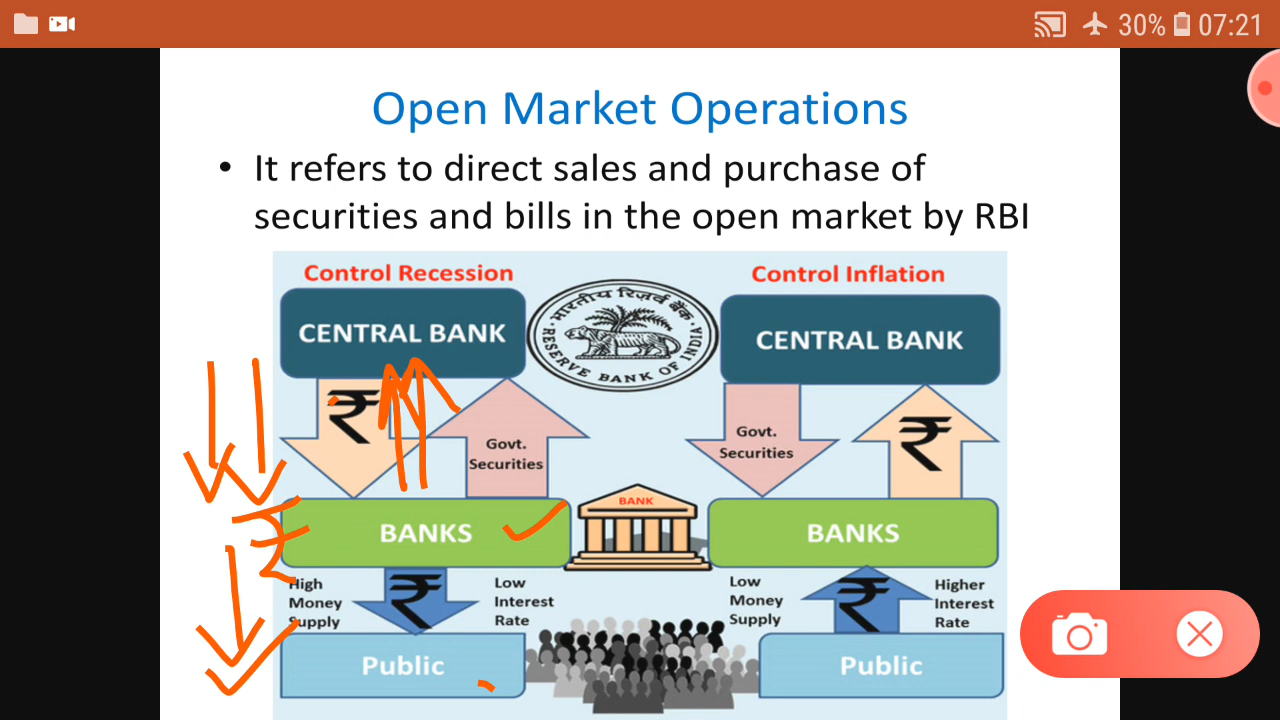 30% 07:21
Open Market Operations
• It refers to direct sales and purchase of
securities and bills in the open market by RBI
Control Recession
CENTRAL BANK
₹
Govt.
Securities
BANKS
High
Money
Supply
₹
Low
Interest
Rate
Public
भारतीय रिज़र्व बैंक
RESERVE BANK OF INDIA
BANK
Control Inflation
CENTRAL BANK
Govt.
Securities
₹
BANKS
Low
Money
Supply
₹
Higher
Interest
Rate
Public
₹